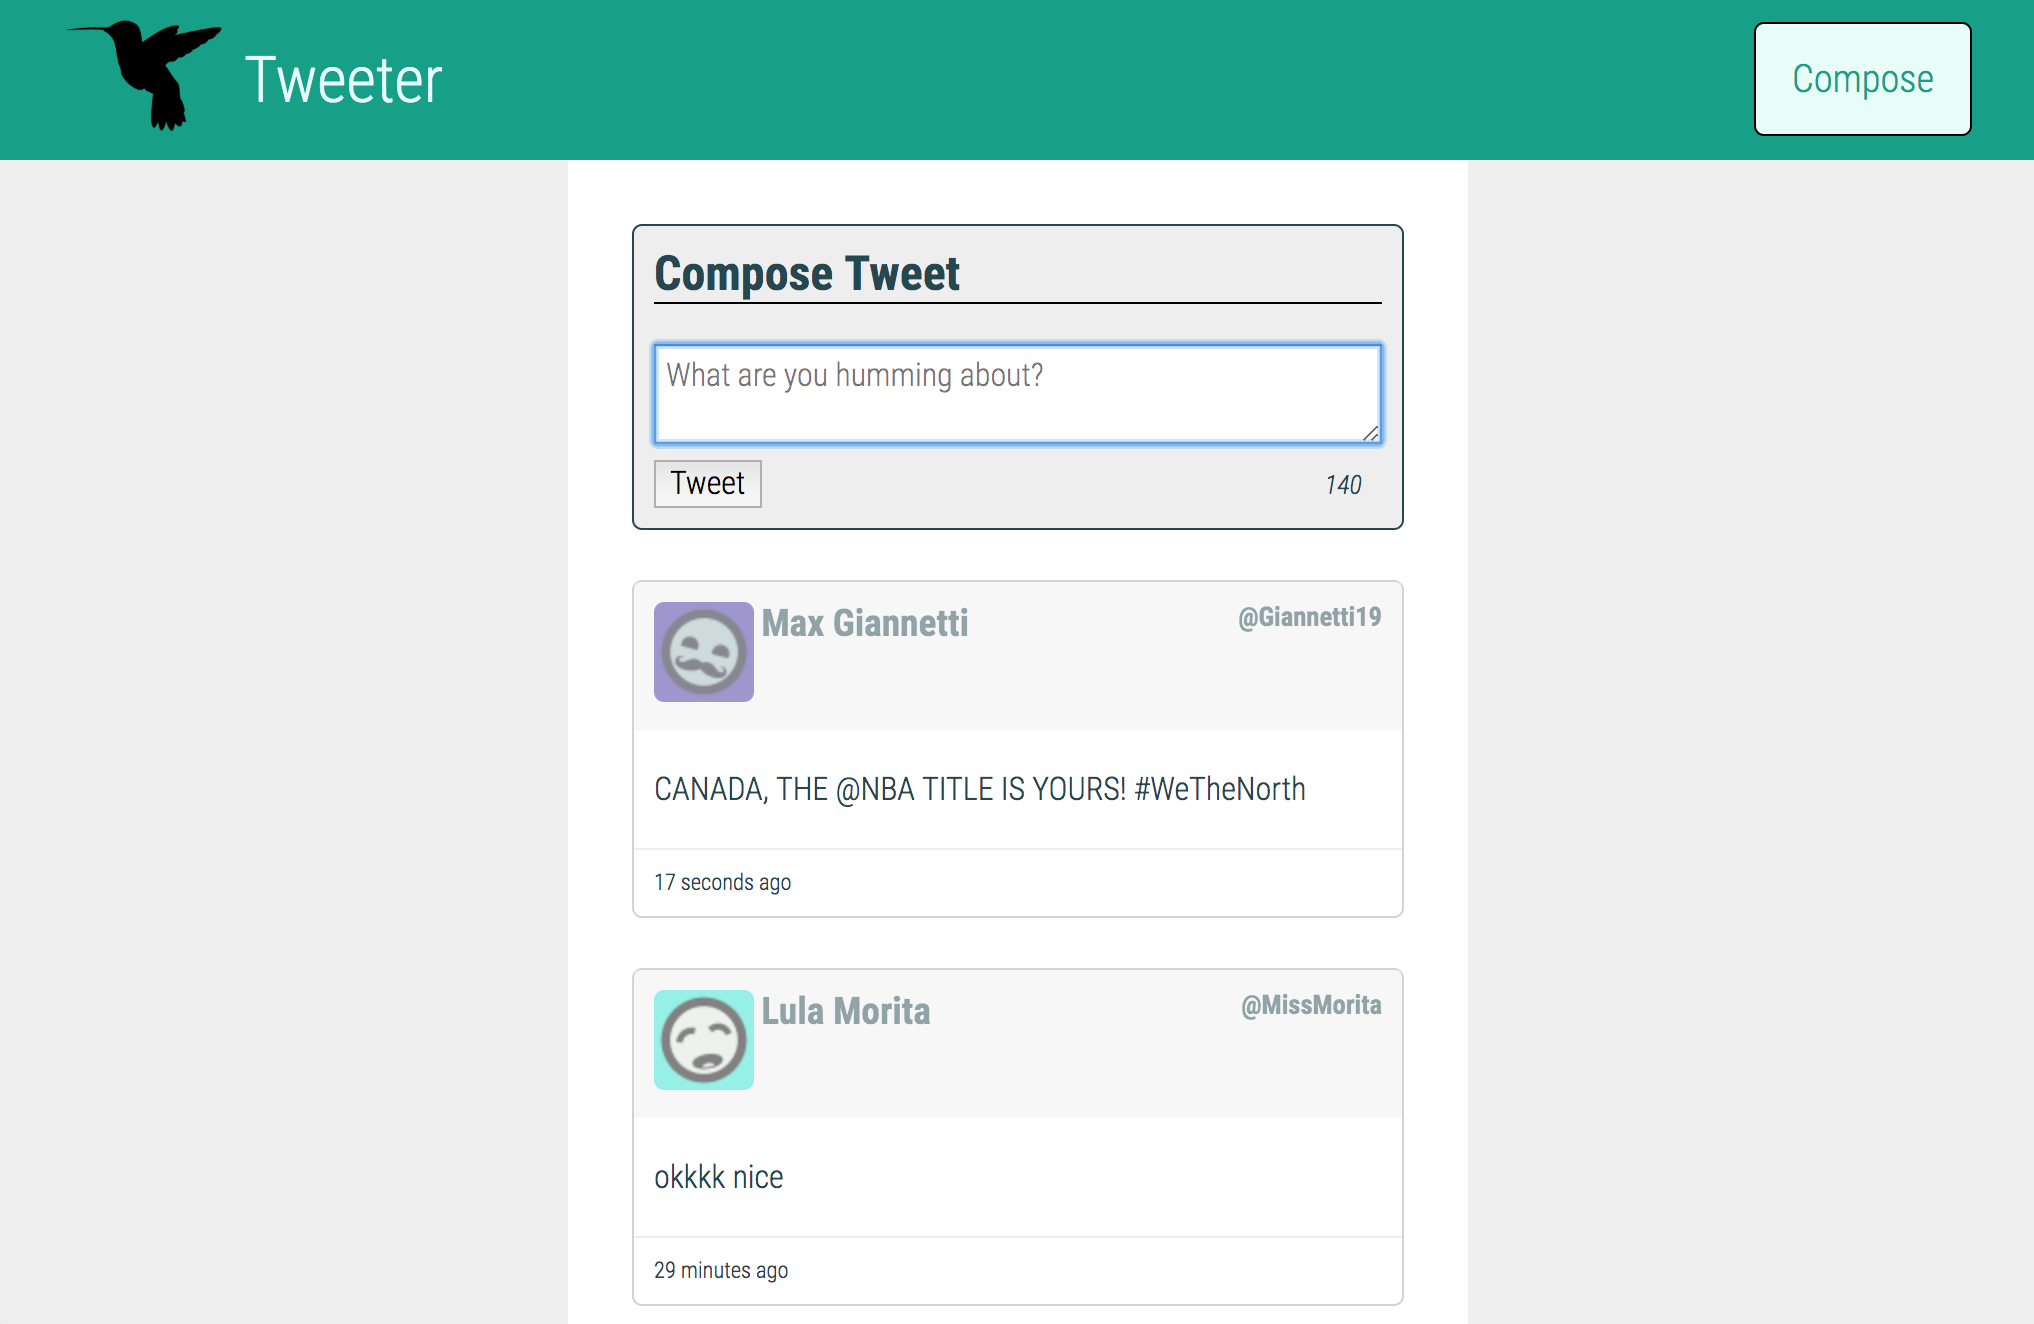 Tweeter
Compose
Compose Tweet
What are you humming about?
Tweet
140
Max Giannetti
@Giannetti19
CANADA, THE @NBA TITLE IS YOURS! #WeTheNorth
17 seconds ago
Lula Morita
@MissMorita
okkkk nice
29 minutes ago